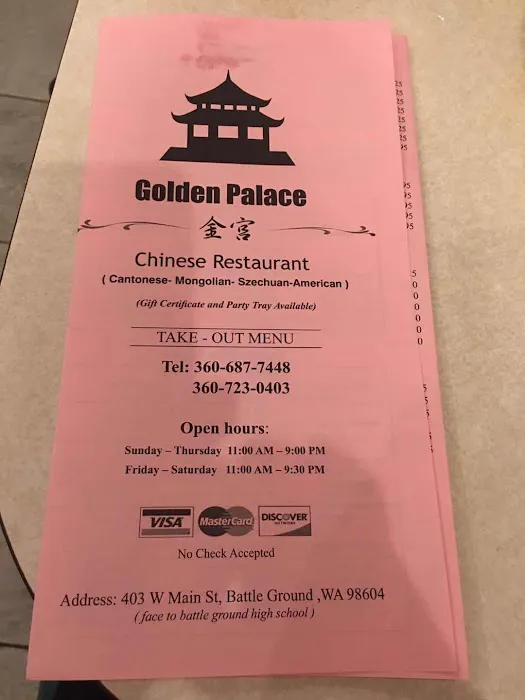 Golden Palace
金宫
Chinese Restaurant
( Cantonese- Mongolian- Szechuan-American )
(Gift Certificate and Party Tray Available)
TAKE - OUT MENU
Tel: 360-687-7448
360-723-0403
Open hours:
Sunday – Thursday 11:00 AM – 9:00 PM
Friday – Saturday 11:00 AM – 9:30 PM
VISA MasterCard DISCOVER
NETWORK
No Check Accepted
Address: 403 W Main St, Battle Ground ,WA 98604
( face to battle ground high school )